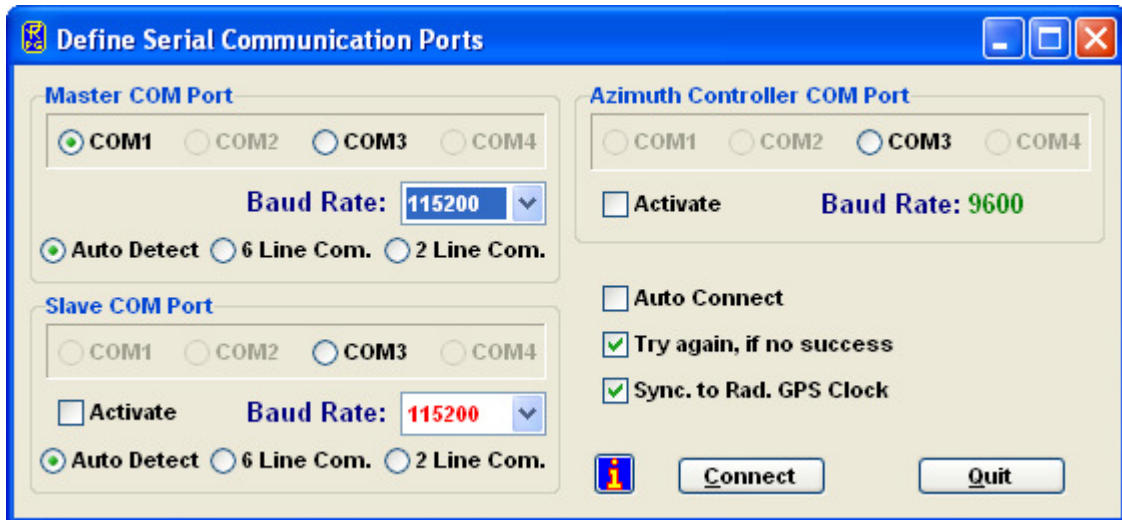 Define Serial Communication Ports
Master COM Port
COM1 COM2 COM3 COM4
Baud Rate: 115200
Auto Detect 6 Line Com. 2 Line Com.
Slave COM Port
COM1 COM2 COM3 COM4
Activate Baud Rate: 115200
Auto Detect 6 Line Com. 2 Line Com.
Azimuth Controller COM Port
COM1 COM2 COM3 COM4
Activate Baud Rate: 9600
Auto Connect
Try again, if no success
Sync. to Rad. GPS Clock
i Connect Quit